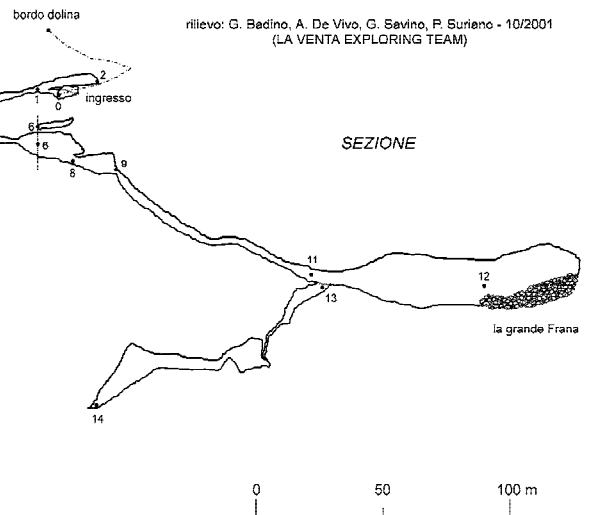 bordo dolina
rilievo: G. Badino, A. De Vivo, G. Savino, P. Suriano - 10/2001
(LA VENTA EXPLORING TEAM)
2
1
0
ingresso
6
6
SEZIONE
8
9
11
12
13
la grande Frana
14
0 50 100 m